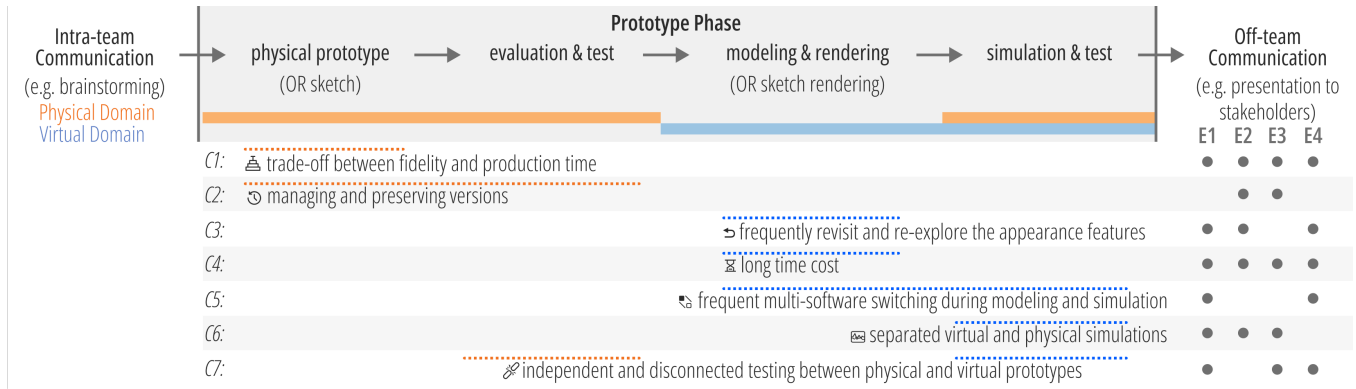 Prototype Phase
Intra-team
Communication
(e.g. brainstorming)
Physical Domain
Virtual Domain
physical prototype
(OR sketch)
evaluation & test
modeling & rendering
(OR sketch rendering)
simulation & test
Off-team
Communication
(e.g. presentation to
stakeholders)
E1 E2 E3 E4
C1: trade-off between fidelity and production time
C2: managing and preserving versions
C3: frequently revisit and re-explore the appearance features
C4: long time cost
C5: frequent multi-software switching during modeling and simulation
C6: separated virtual and physical simulations
C7: independent and disconnected testing between physical and virtual prototypes